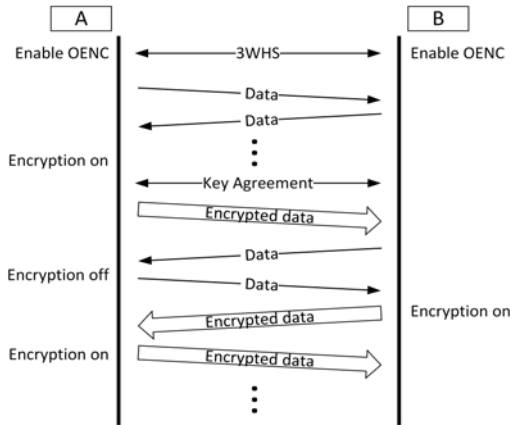 A
B
Enable OENC
3WHS
Enable OENC
Data
Data
Encryption on
Key Agreement
Encrypted data
Data
Encryption off
Data
Encrypted data
Encryption on
Encryption on
Encrypted data